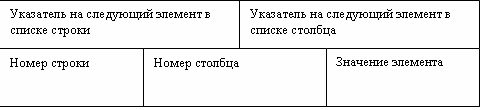 Указатель на следующий элемент в
списке строки
Указатель на следующий элемент в
списке столбца
Номер строки
Номер столбца
Значение элемента